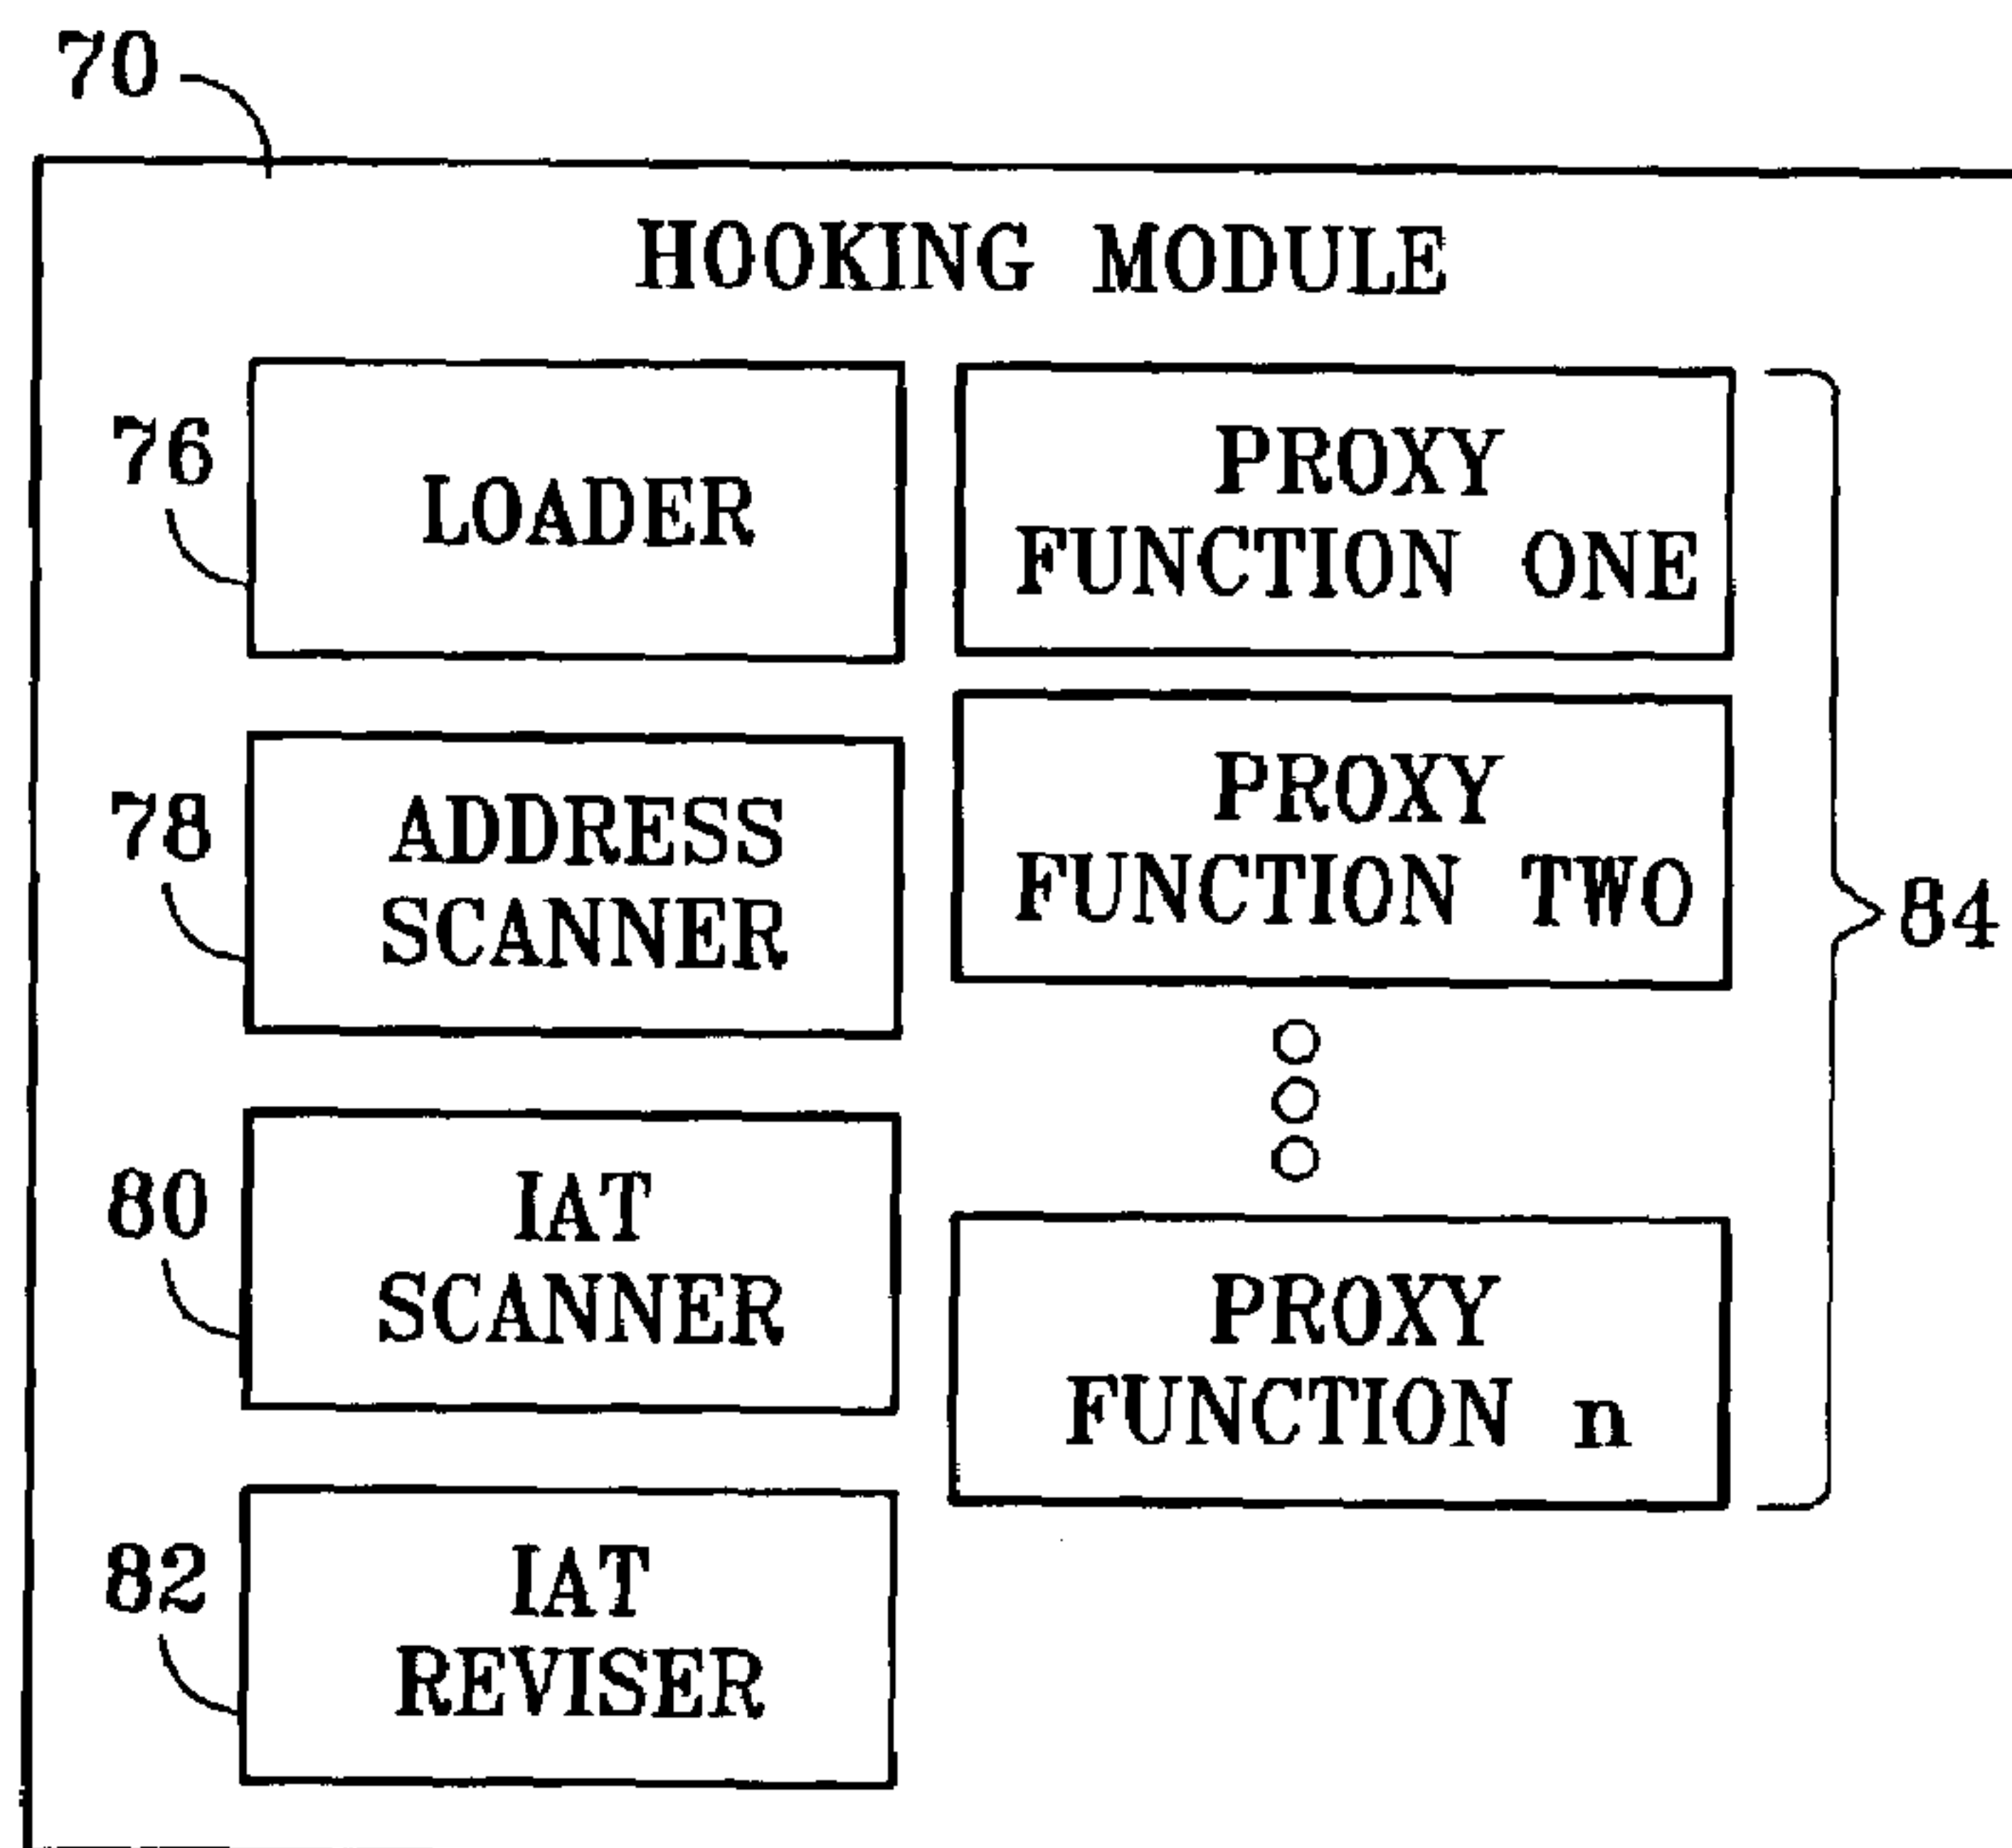 70
HOOKING MODULE
76
LOADER
78
ADDRESS
SCANNER
80
IAT
SCANNER
82
IAT
REVISER
PROXY
FUNCTION ONE
PROXY
FUNCTION TWO
PROXY
FUNCTION n
84